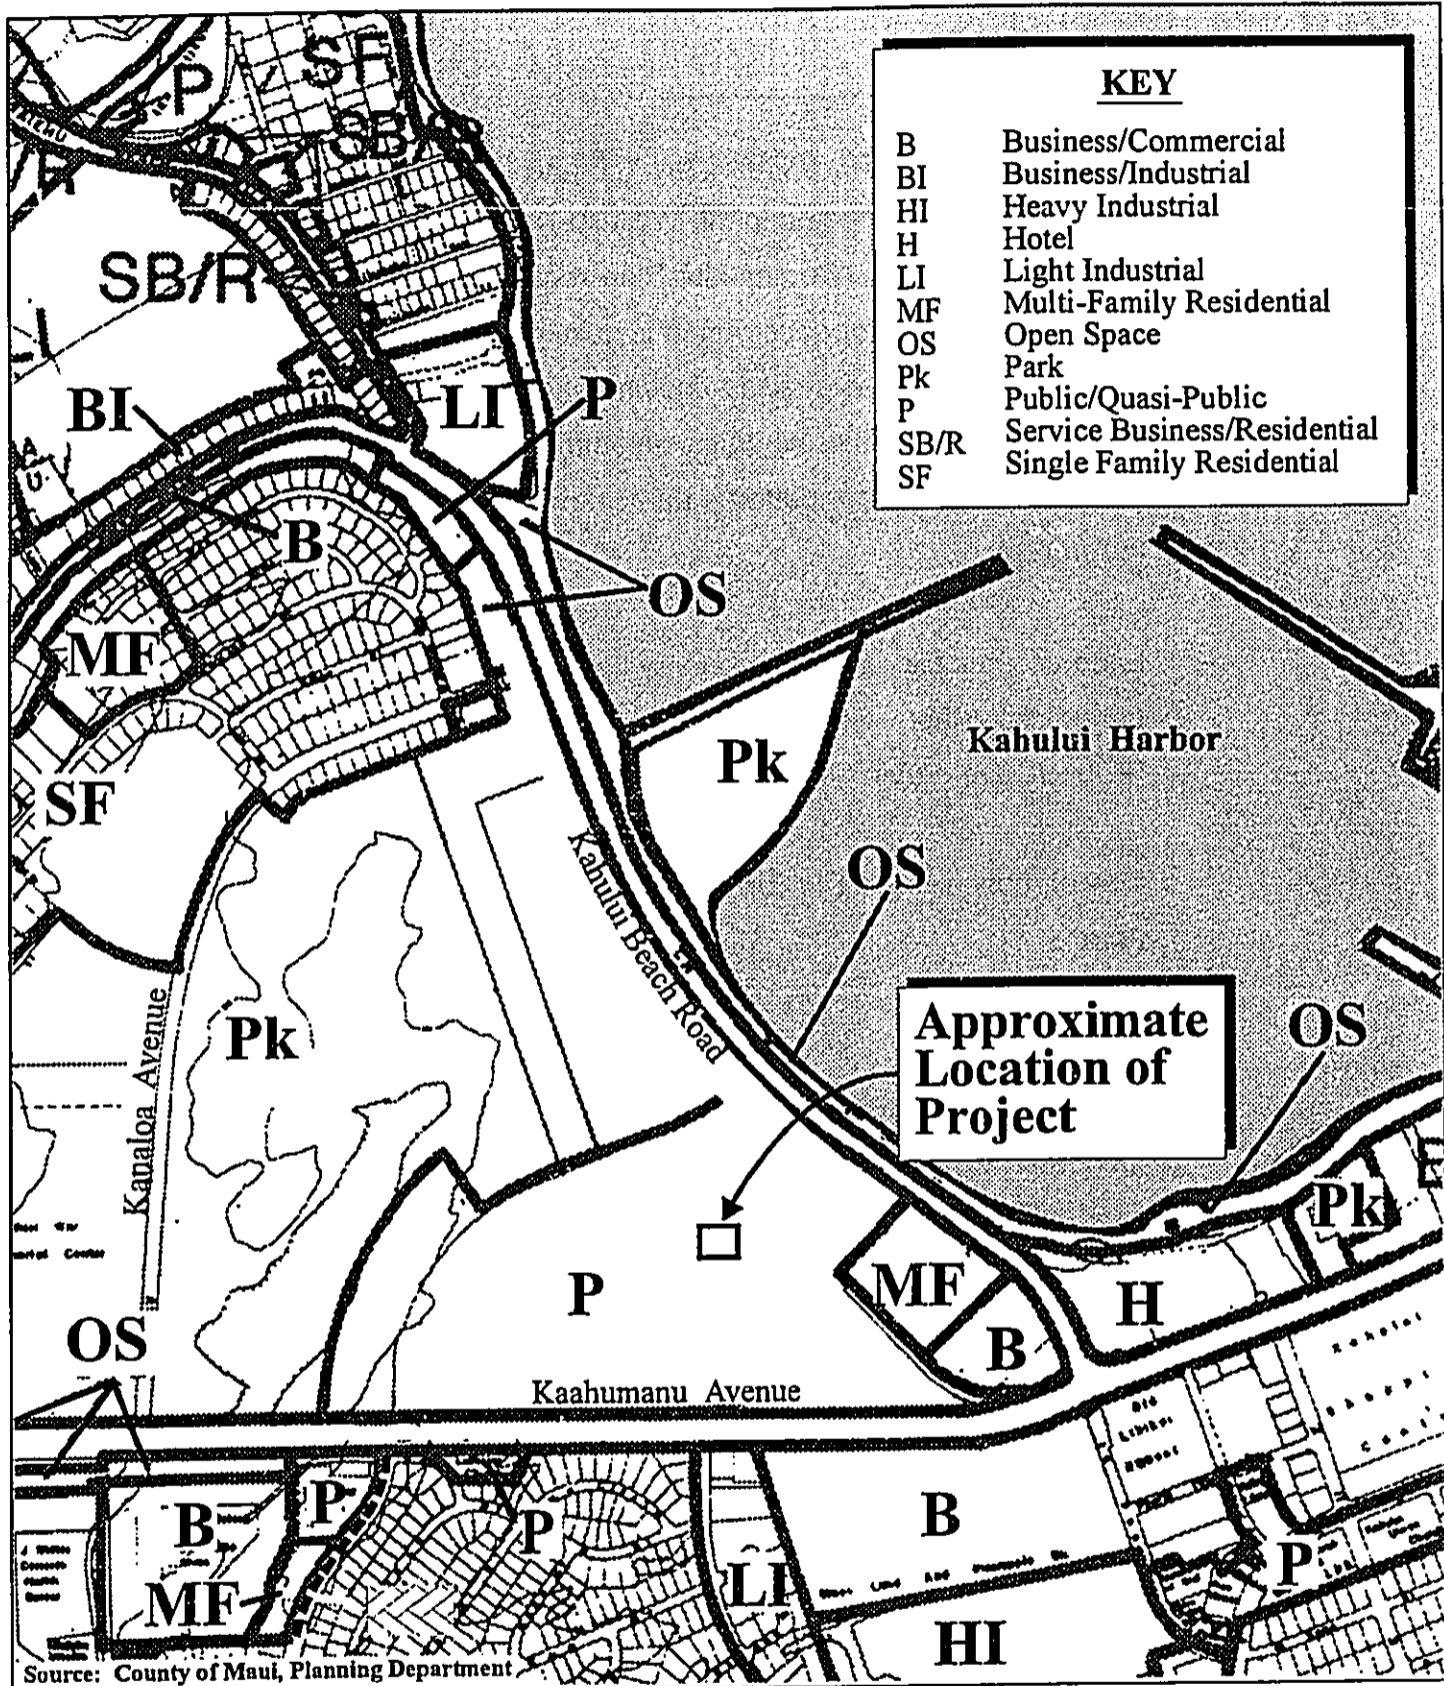 KEY
B Business/Commercial
BI Business/Industrial
HI Heavy Industrial
H Hotel
LI Light Industrial
MF Multi-Family Residential
OS Open Space
Pk Park
P Public/Quasi-Public
SB/R Service Business/Residential
SF Single Family Residential
P
SF
SB
SB/R
BI
LI
P
B
OS
MF
Pk
Kahului Harbor
SF
Kahului Beach Road
OS
Kanaloa Avenue
Pk
Approximate
Location of
Project
OS
Pk
P
MF
H
B
OS
Kaahumanu Avenue
B
P
P
B
P
MF
LI
HI
Source: County of Maui, Planning Department